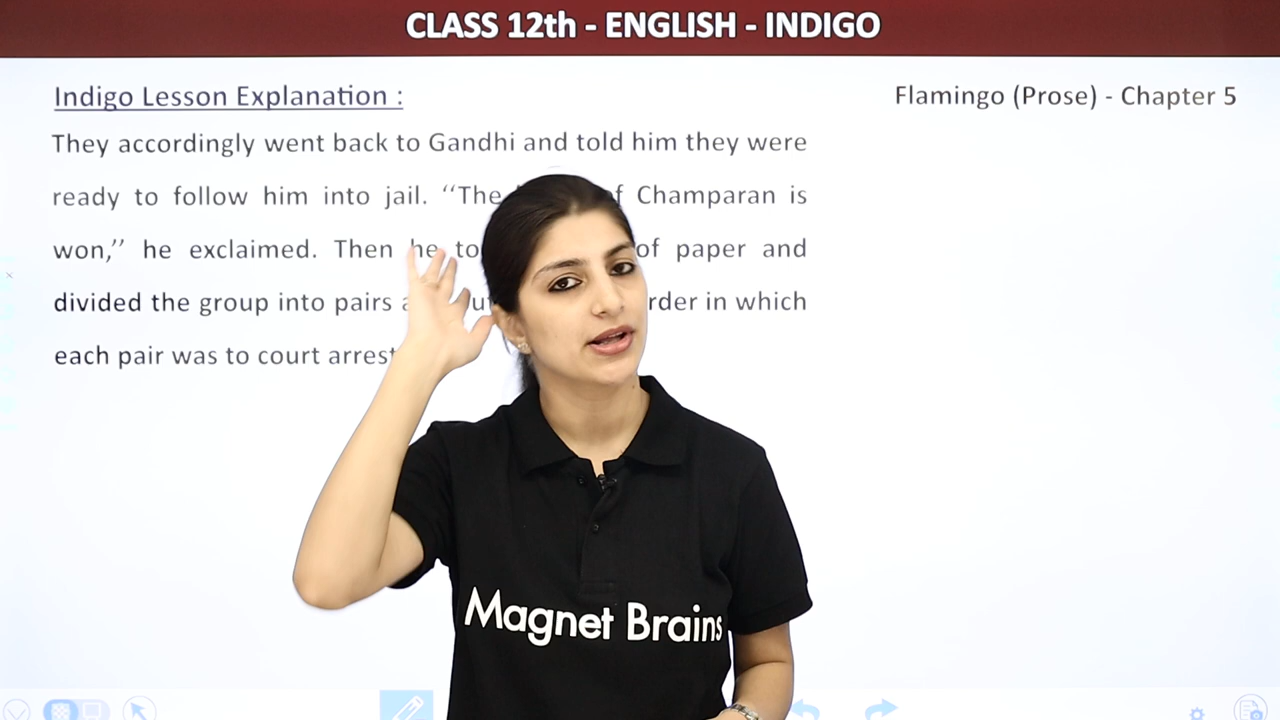 CLASS 12th - ENGLISH - INDIGO
Indigo Lesson Explanation :
Flamingo (Prose) - Chapter 5
They accordingly went back to Gandhi and told him they were
ready to follow him into jail. “The of Champaran is
won,” he exclaimed. Then he of paper and
divided the group into pairs in which
each pair was to court arrest
Magnet Brains